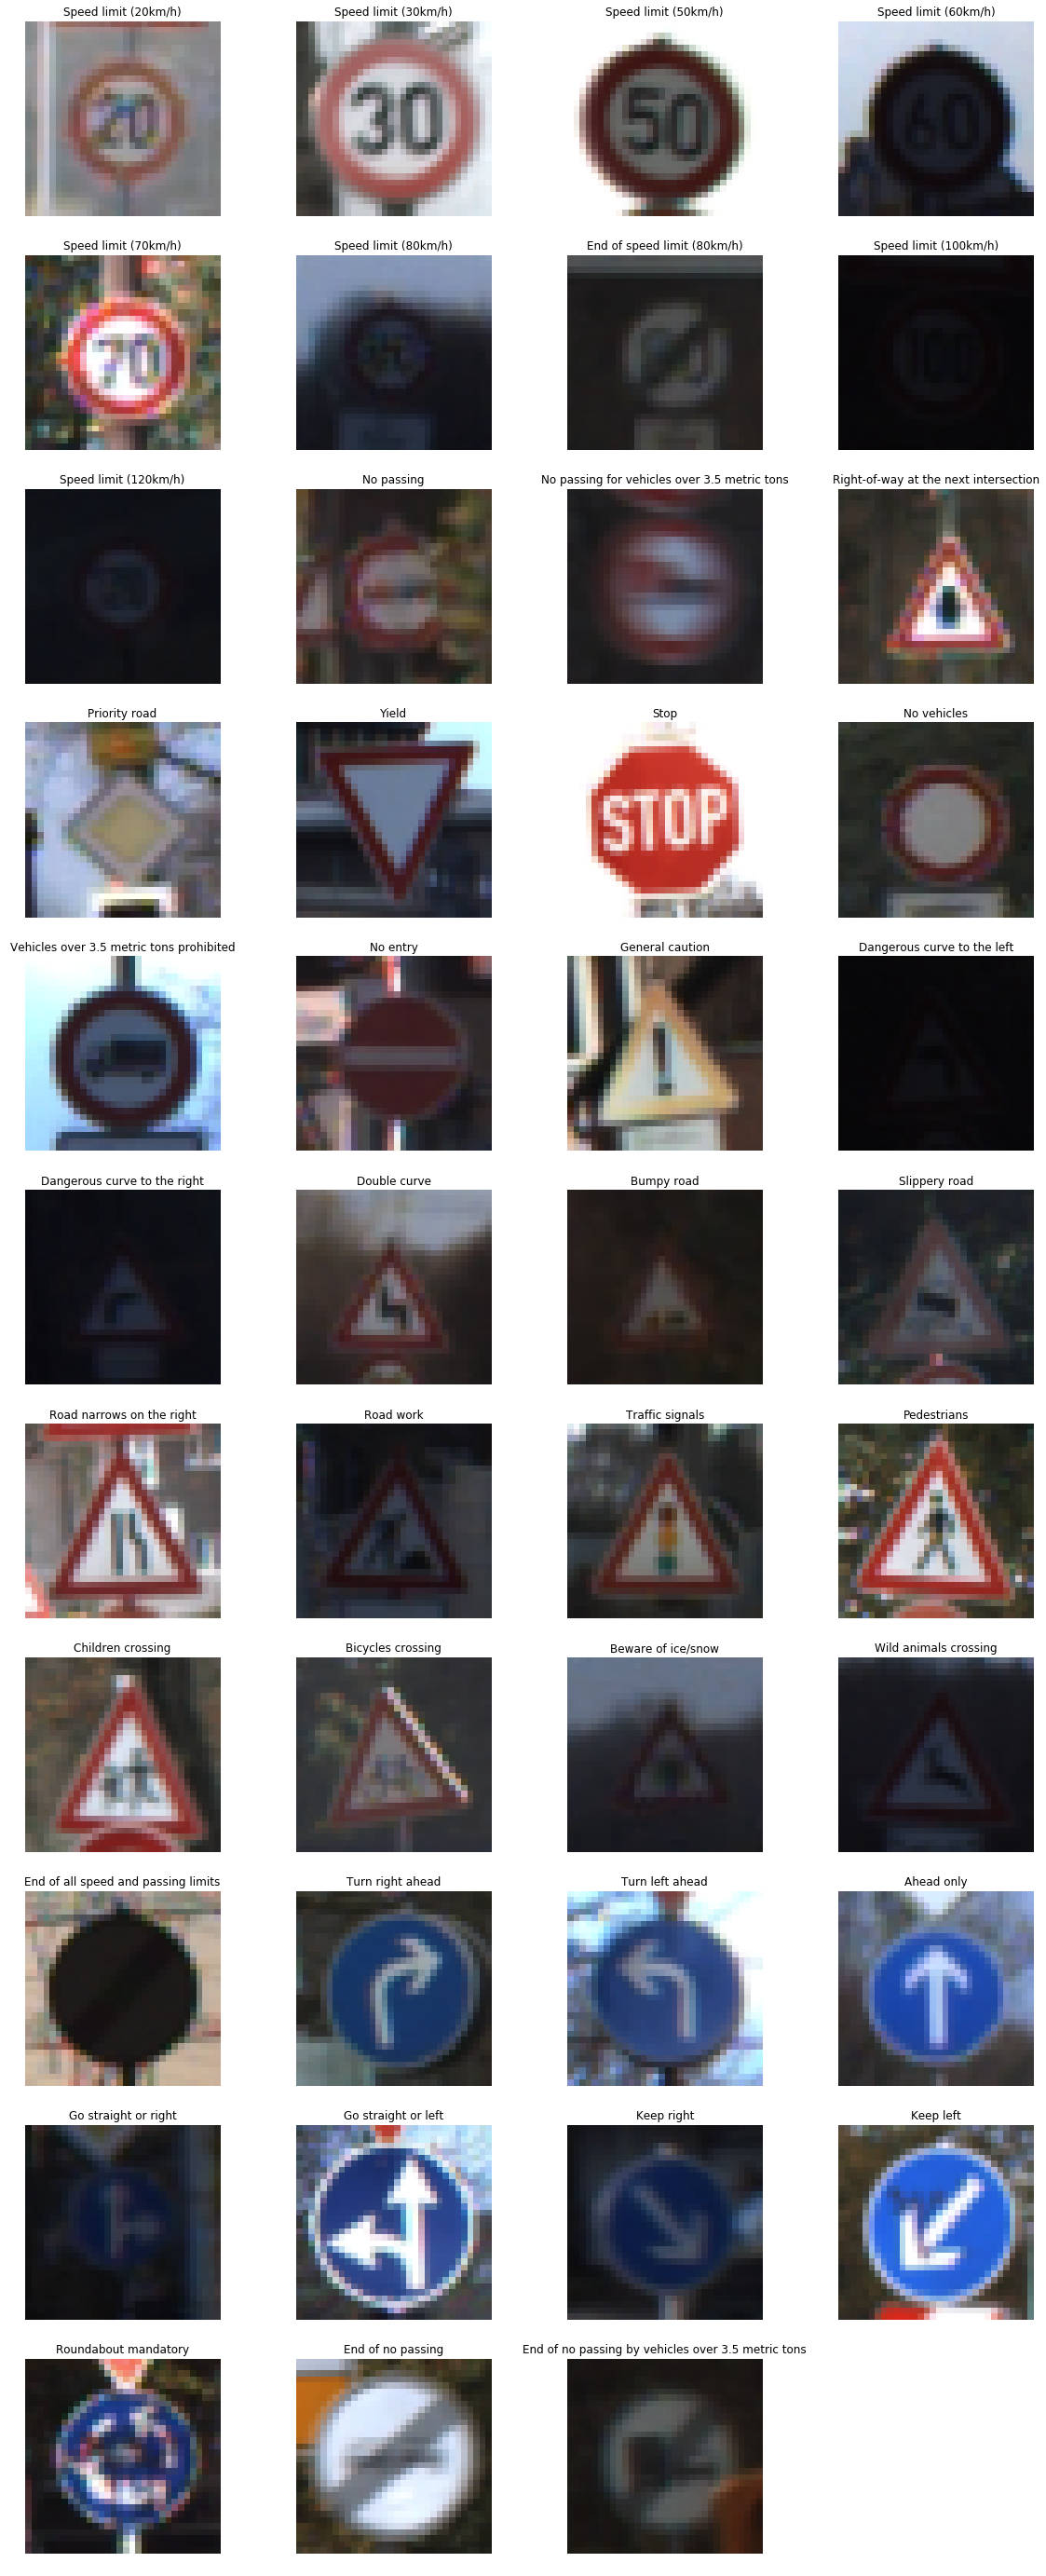 Speed limit (20km/h)
Speed limit (30km/h)
Speed limit (50km/h)
Speed limit (60km/h)
20
30
50
60
Speed limit (70km/h)
Speed limit (80km/h)
End of speed limit (80km/h)
Speed limit (100km/h)
70
100
Speed limit (120km/h)
No passing
No passing for vehicles over 3.5 metric tons
Right-of-way at the next intersection
Priority road
Yield
Stop
No vehicles
STOP
Vehicles over 3.5 metric tons prohibited
No entry
General caution
Dangerous curve to the left
Dangerous curve to the right
Double curve
Bumpy road
Slippery road
Road narrows on the right
Road work
Traffic signals
Pedestrians
Children crossing
Bicycles crossing
Beware of ice/snow
Wild animals crossing
End of all speed and passing limits
Turn right ahead
Turn left ahead
Ahead only
Go straight or right
Go straight or left
Keep right
Keep left
Roundabout mandatory
End of no passing
End of no passing by vehicles over 3.5 metric tons